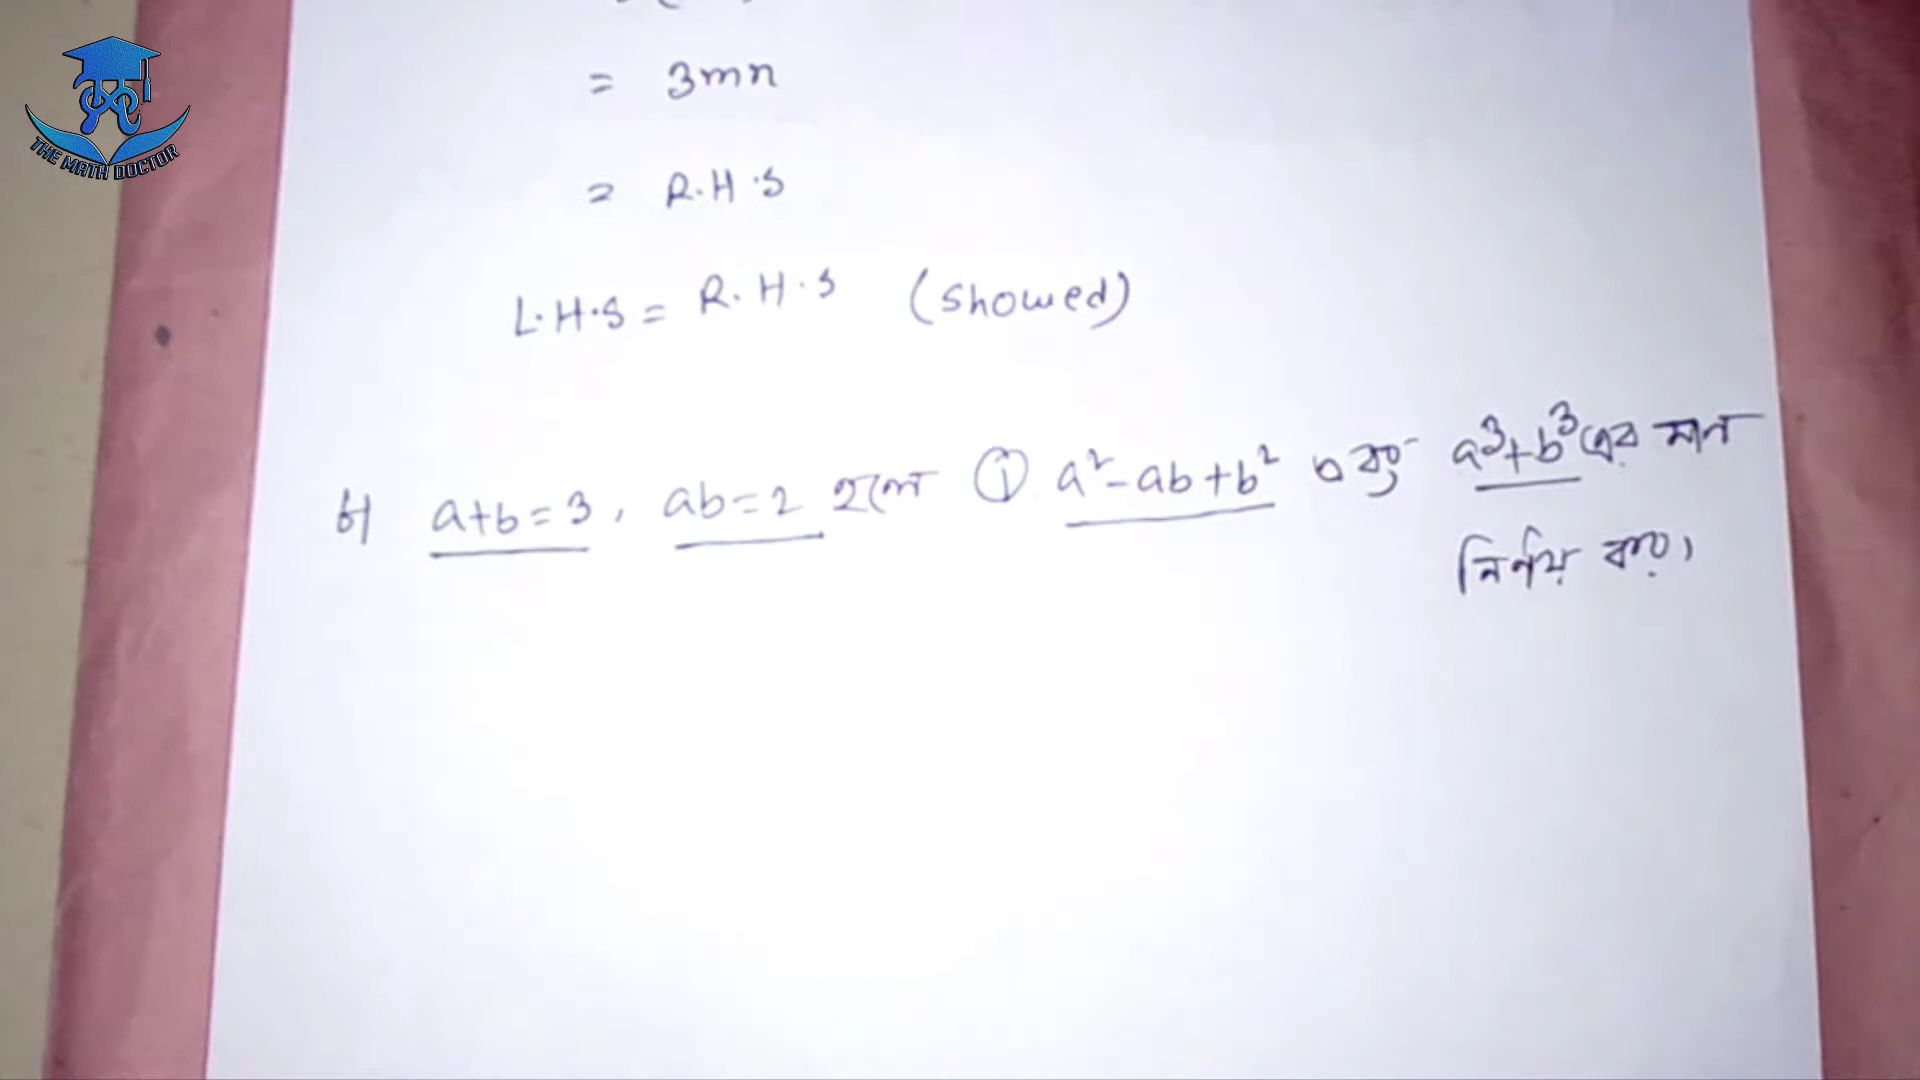 THE MATH DOCTOR
= 3mn
= R.H.S
L.H.S = R.H.S (showed)
৮। a+b=3, ab=2 হলে ① a²-ab+b² এবং a³+b³ এর মান
নির্ণয় কর।